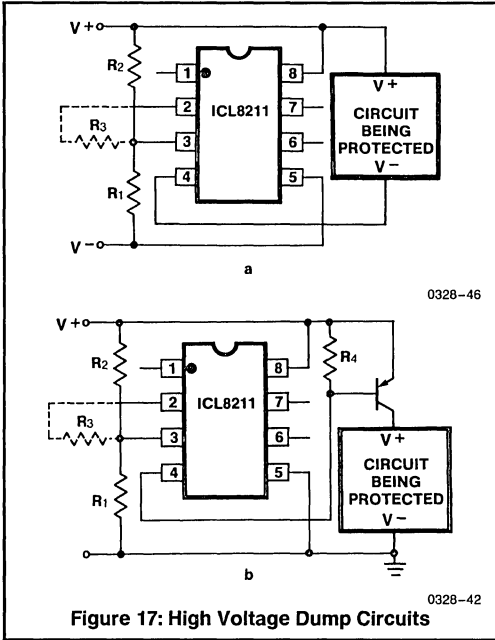 V+
R2
1
8
2
ICL8211
7
R3
3
6
4
5
R1
V−
V+
CIRCUIT
BEING
PROTECTED
V−
a
0328–46
V+
R2
1
8
R4
2
ICL8211
7
R3
3
6
4
5
R1
V+
CIRCUIT
BEING
PROTECTED
V−
b
0328–42
Figure 17: High Voltage Dump Circuits